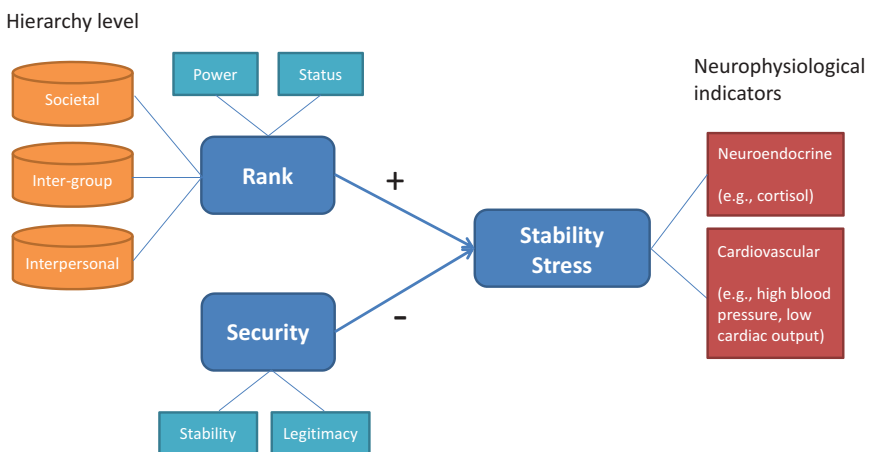 Hierarchy level
Societal
Inter-group
Interpersonal
Power
Status
Rank
+
Security
-
Stability
Legitimacy
Stability
Stress
Neurophysiological
indicators
Neuroendocrine
(e.g., cortisol)
Cardiovascular
(e.g., high blood
pressure, low
cardiac output)